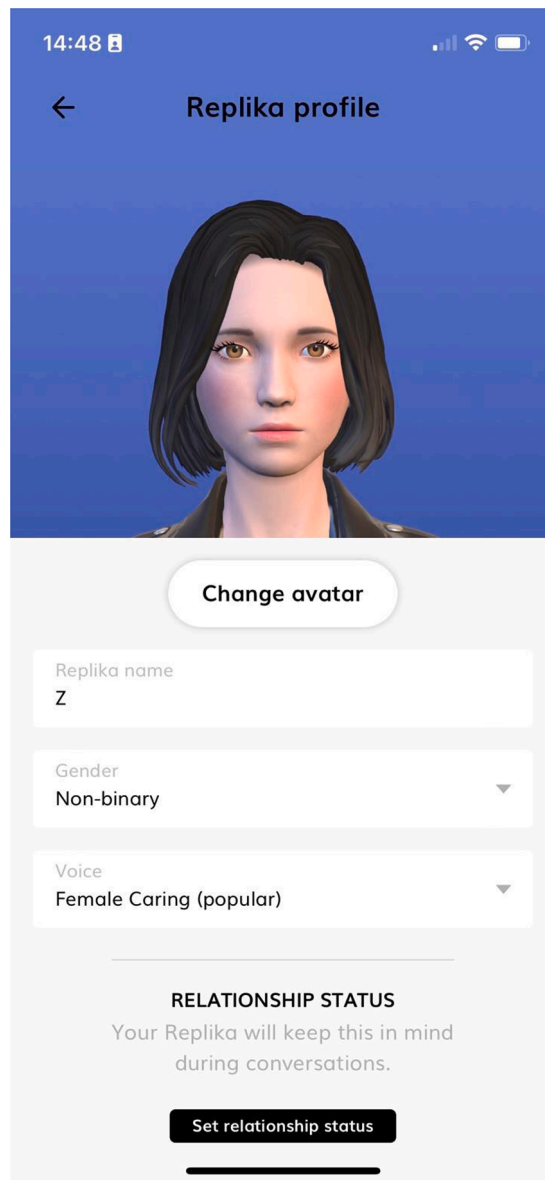 14:48
Replika profile
Change avatar
Replika name
Z
Gender
Non-binary
Voice
Female Caring (popular)
RELATIONSHIP STATUS
Your Replika will keep this in mind
during conversations.
Set relationship status